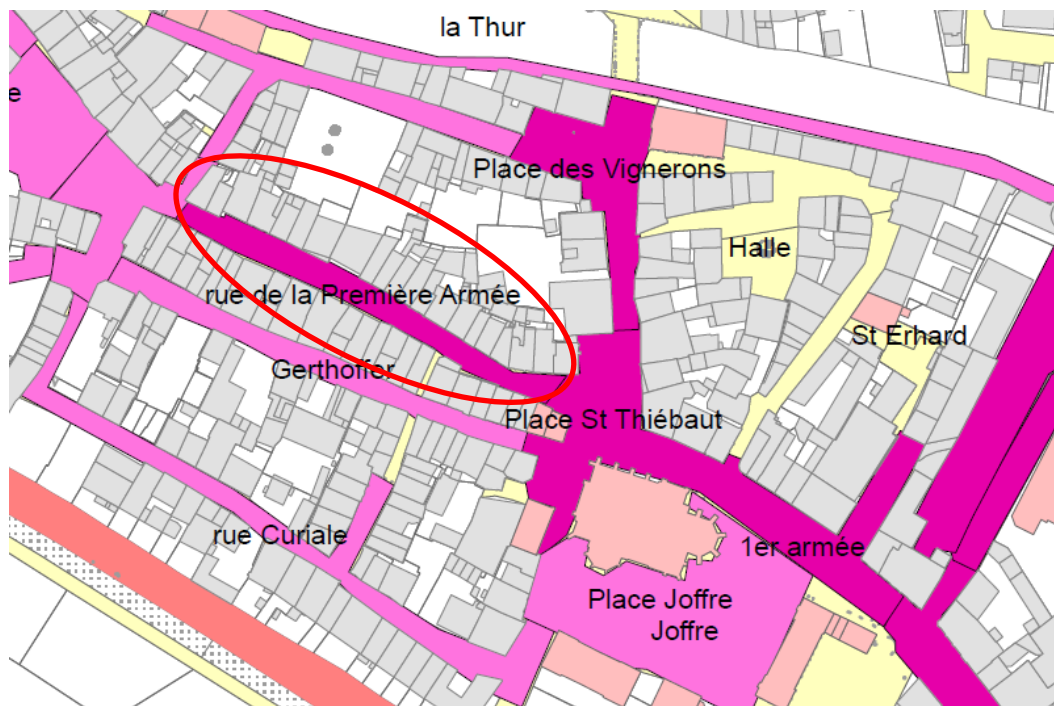 la Thur
e
Place des Vignerons
Halle
rue de la Première Armée
St Erhard
Gerthoffer
Place St Thiébaut
rue Curiale
1er armée
Place Joffre
Joffre